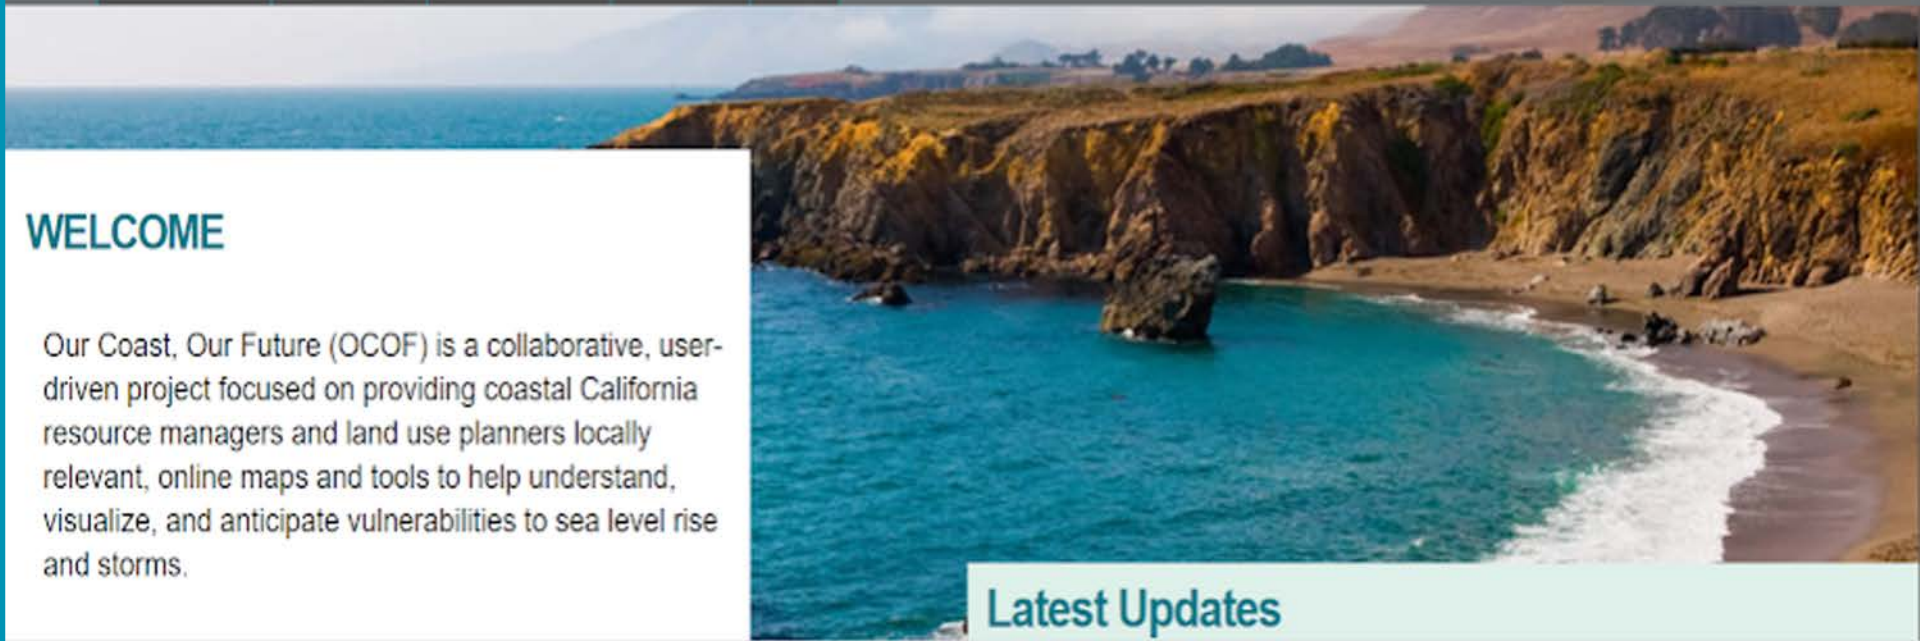 WELCOME
Our Coast, Our Future (OCOF) is a collaborative, user-
driven project focused on providing coastal California
resource managers and land use planners locally
relevant, online maps and tools to help understand,
visualize, and anticipate vulnerabilities to sea level rise
and storms.
Latest Updates